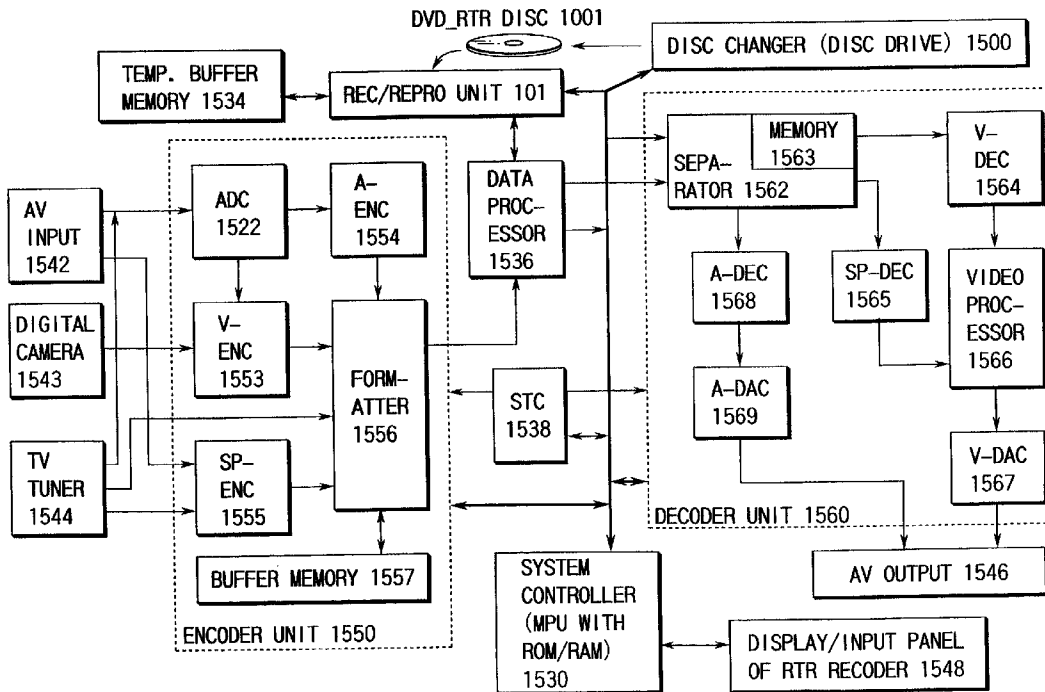 DVD_RTR DISC 1001
DISC CHANGER (DISC DRIVE) 1500
TEMP. BUFFER
MEMORY 1534
REC/REPRO UNIT 101
AV
INPUT
1542
DIGITAL
CAMERA
1543
TV
TUNER
1544
ADC
1522
A-
ENC
1554
V-
ENC
1553
FORM-
ATTER
1556
SP-
ENC
1555
BUFFER MEMORY 1557
ENCODER UNIT 1550
DATA
PROC-
ESSOR
1536
STC
1538
SYSTEM
CONTROLLER
(MPU WITH
ROM/RAM)
1530
MEMORY
1563
SEPA-
RATOR 1562
V-
DEC
1564
A-DEC
1568
SP-DEC
1565
VIDEO
PROC-
ESSOR
1566
A-DAC
1569
V-DAC
1567
DECODER UNIT 1560
AV OUTPUT 1546
DISPLAY/INPUT PANEL
OF RTR RECODER 1548